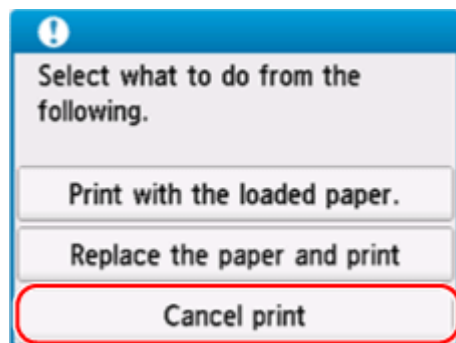 Select what to do from the
following.
Print with the loaded paper.
Replace the paper and print
Cancel print